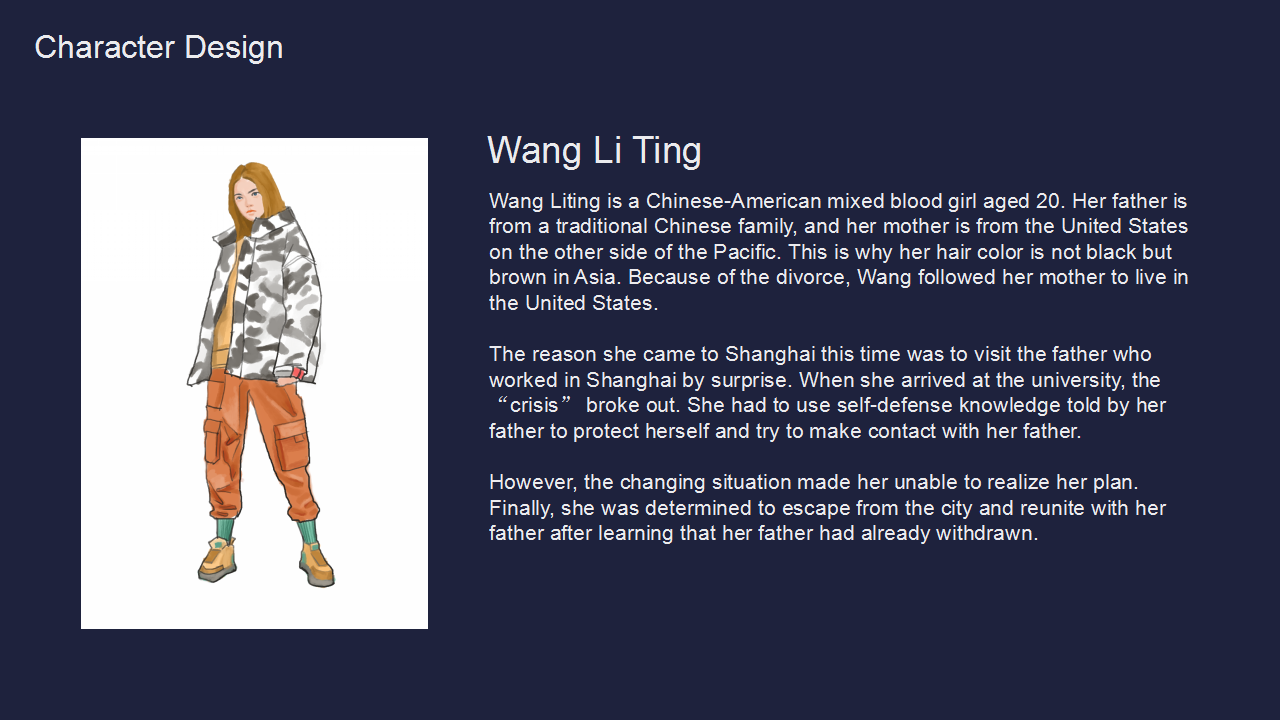 Character Design
Wang Li Ting
Wang Liting is a Chinese-American mixed blood girl aged 20. Her father is
from a traditional Chinese family, and her mother is from the United States
on the other side of the Pacific. This is why her hair color is not black but
brown in Asia. Because of the divorce, Wang followed her mother to live in
the United States.
The reason she came to Shanghai this time was to visit the father who
worked in Shanghai by surprise. When she arrived at the university, the
“crisis” broke out. She had to use self-defense knowledge told by her
father to protect herself and try to make contact with her father.
However, the changing situation made her unable to realize her plan.
Finally, she was determined to escape from the city and reunite with her
father after learning that her father had already withdrawn.